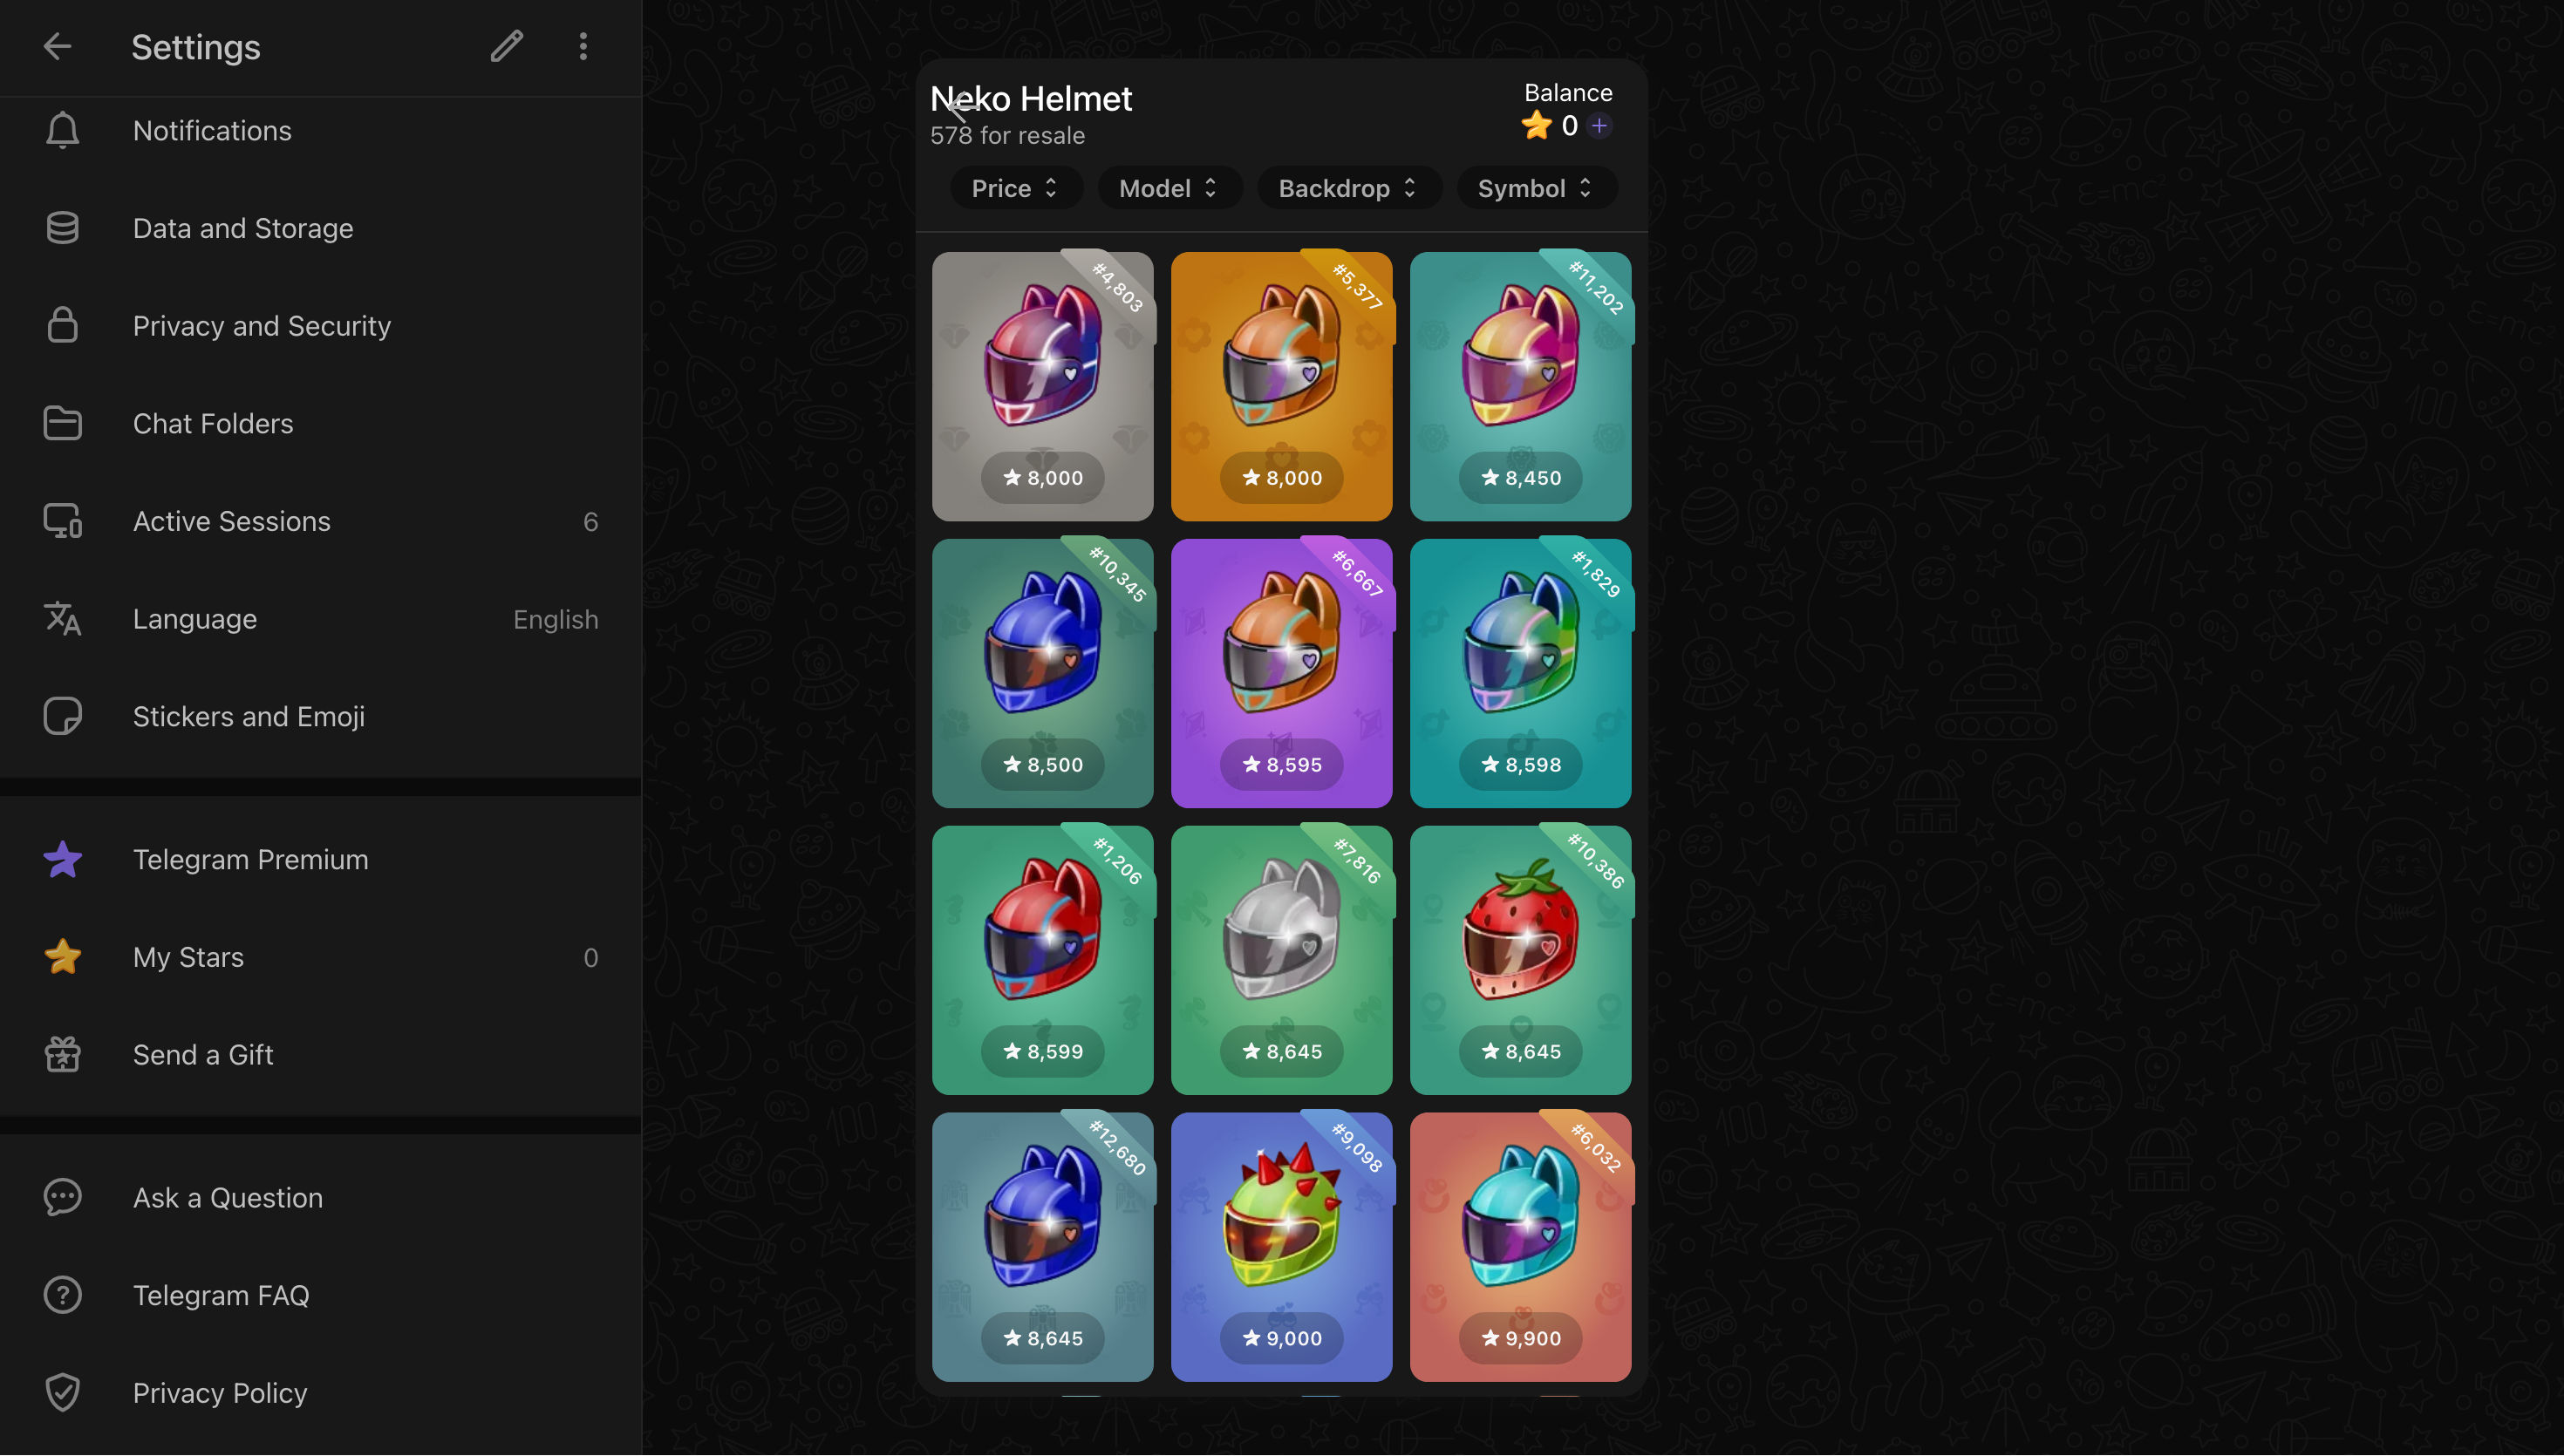 Settings
Notifications
Data and Storage
Privacy and Security
Chat Folders
Active Sessions 6
Language English
Stickers and Emoji
Telegram Premium
My Stars 0
Send a Gift
Ask a Question
Telegram FAQ
Privacy Policy
Neko Helmet
578 for resale
Balance
0 +
Price Model Backdrop Symbol
#4,803
8,000
#5,377
8,000
#11,202
8,450
#10,345
8,500
#6,667
8,595
#1,829
8,598
#1,206
8,599
#7,816
8,645
#10,386
8,645
#12,680
8,645
#9,098
9,000
#6,032
9,900